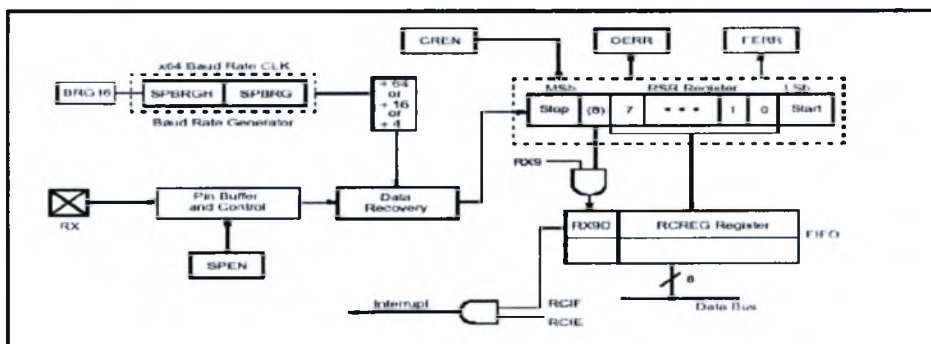 CREN
OERR
FERR
x64 Baud Rate CLK
MSb
RSR Register
LSb
BRG16
SPBRGH
SPBRG
÷ 64
or
÷ 16
or
÷ 4
Stop
(8)
7
• • •
1
0
Start
Baud Rate Generator
RX9
Pin Buffer
and Control
Data
Recovery
RX
RX9D
RCREG Register
FIFO
SPEN
8
Interrupt
RCIF
RCIE
Data Bus